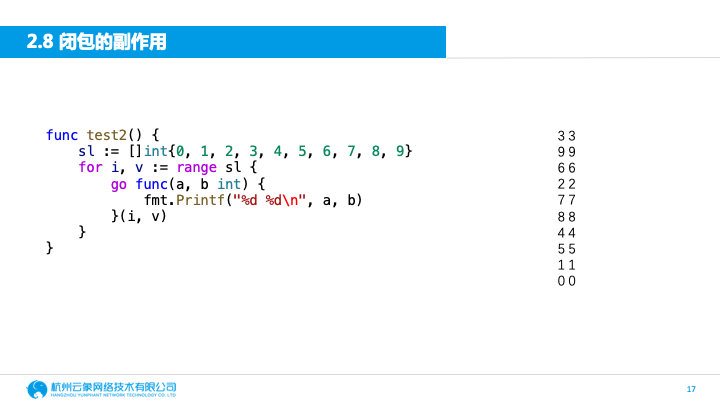 2.8 闭包的副作用
func test2() {
    sl := []int{0, 1, 2, 3, 4, 5, 6, 7, 8, 9}
    for i, v := range sl {
        go func(a, b int) {
            fmt.Printf("%d %d\n", a, b)
        }(i, v)
    }
}
3 3
9 9
6 6
2 2
7 7
8 8
4 4
5 5
1 1
0 0
杭州云象网络技术有限公司
HANGZHOU YUNPHANT NETWORK TECHNOLOGY CO. LTD
17